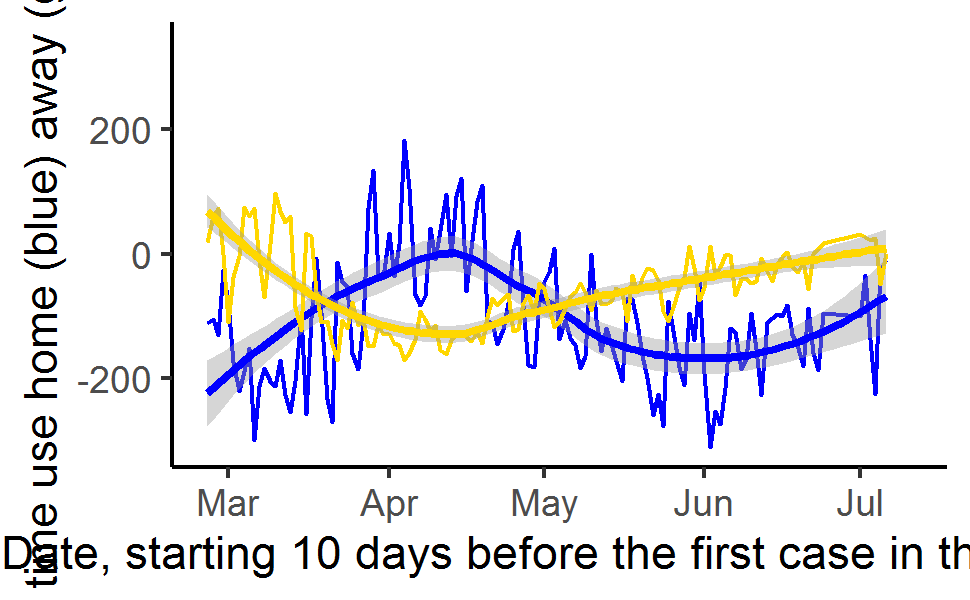 time use home (blue) away (
200
0
-200
Mar Apr May Jun Jul
Date, starting 10 days before the first case in th